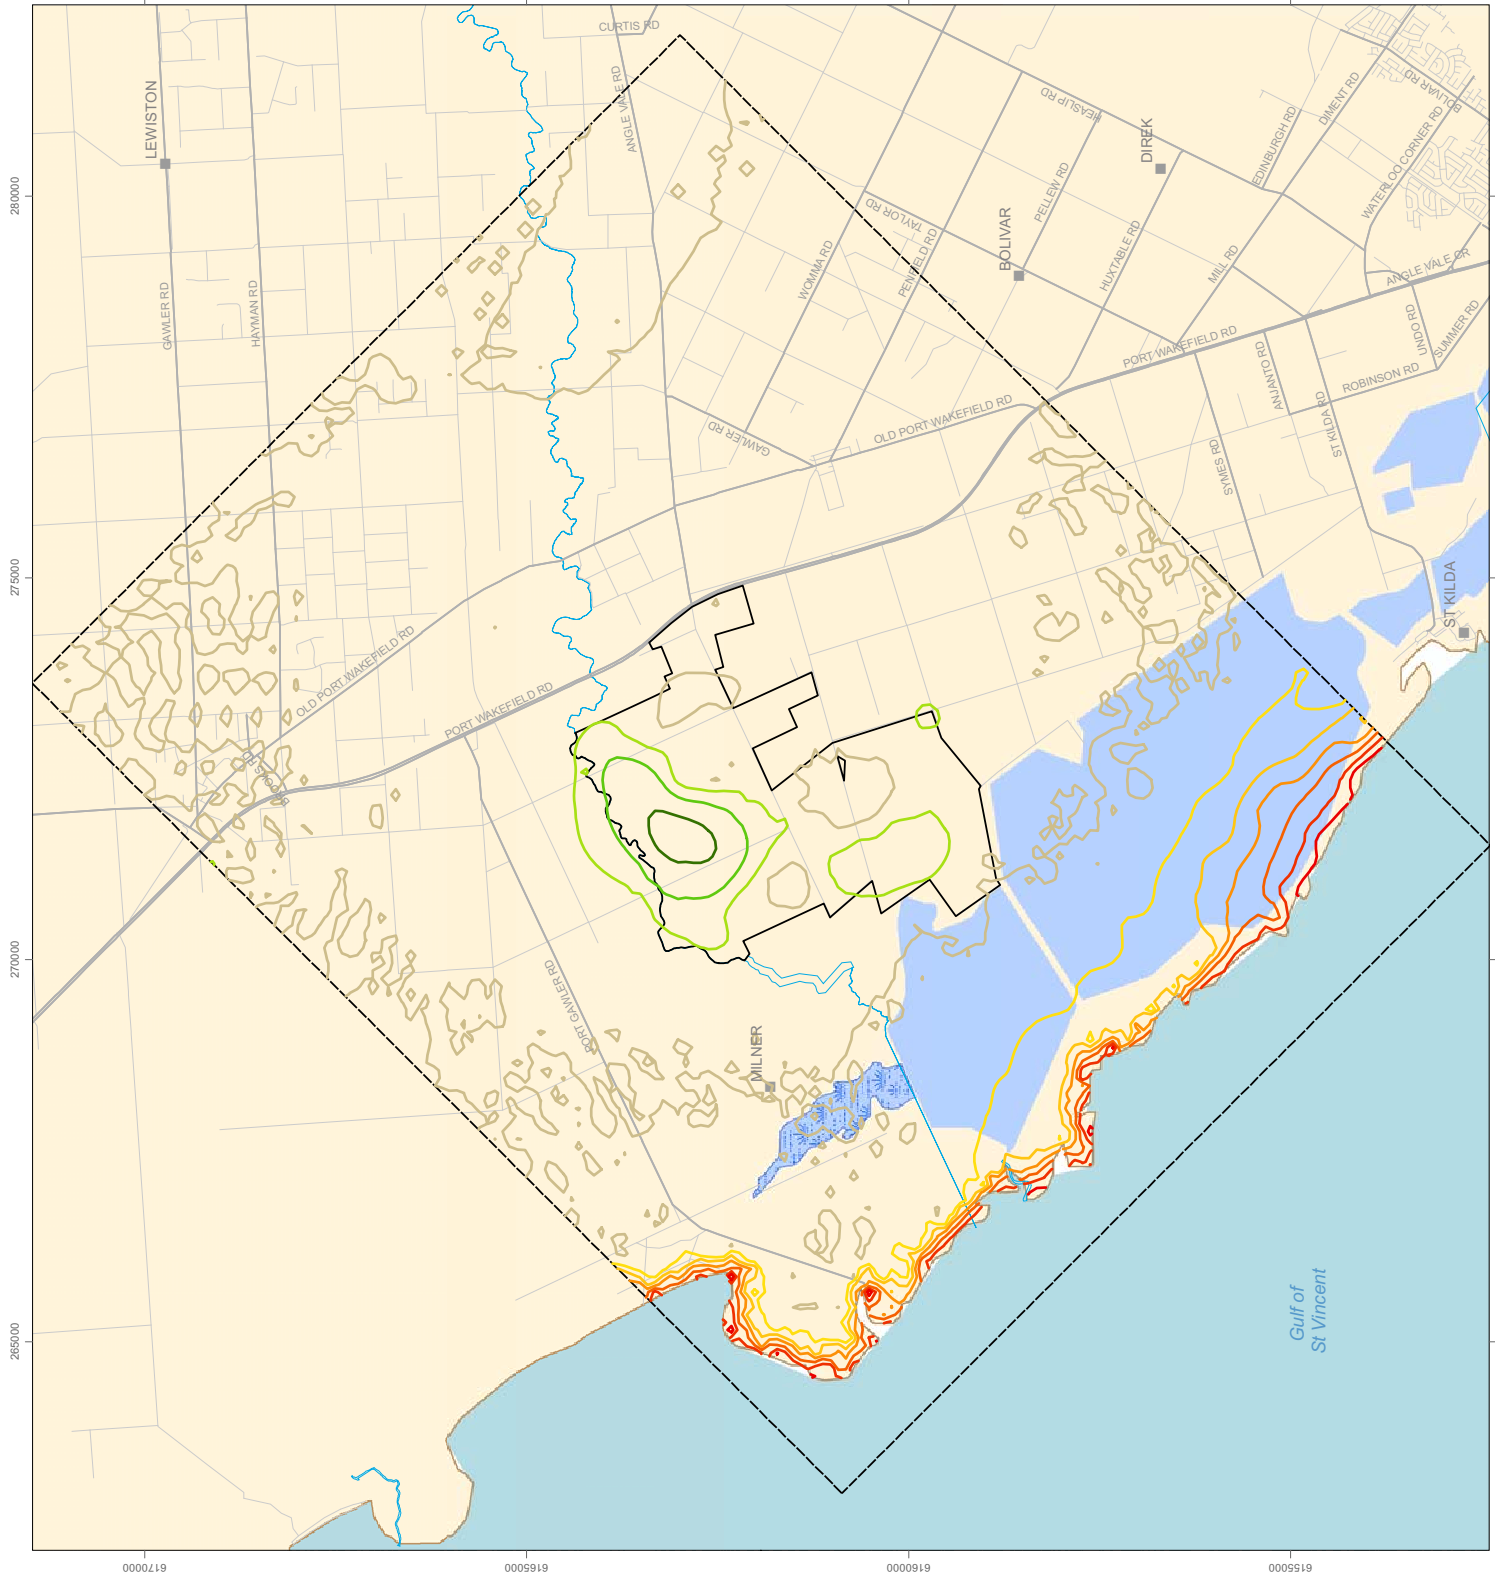 CURTIS RD
ANGLE VALE RD
LEWISTON
GAWLER RD
HAYMAN RD
HEASLIP RD
DIREK
EDINBURGH RD
DIMENT RD
BOLIVAR RD
WATERLOO CORNER RD
PELLEW RD
TAYLOR RD
BOLIVAR
HUXTABLE RD
MILL RD
WOMMA RD
PENFIELD RD
ANGLE VALE CR
PORT WAKEFIELD RD
UNDO RD
SUMMER RD
ANJANTO RD
ROBINSON RD
ST KILDA RD
SYMES RD
OLD PORT WAKEFIELD RD
GAWLER RD
ST KILDA
OLD PORT WAKEFIELD RD
PORT WAKEFIELD RD
BROOKS RD
PORT GAWLER RD
MILNER
Gulf of
St Vincent
280000
275000
270000
265000
6170000
6165000
6160000
6155000